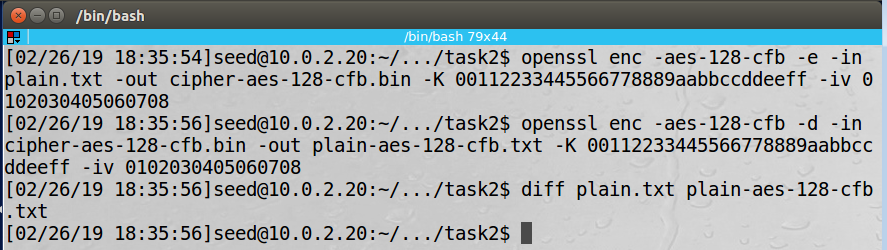 /bin/bash
/bin/bash 79x44
[02/26/19 18:35:54]seed@10.0.2.20:~/.../task2$ openssl enc -aes-128-cfb -e -in
plain.txt -out cipher-aes-128-cfb.bin -K 00112233445566778889aabbccddeeff -iv 0
102030405060708
[02/26/19 18:35:56]seed@10.0.2.20:~/.../task2$ openssl enc -aes-128-cfb -d -in
cipher-aes-128-cfb.bin -out plain-aes-128-cfb.txt -K 00112233445566778889aabbcc
ddeeff -iv 0102030405060708
[02/26/19 18:35:56]seed@10.0.2.20:~/.../task2$ diff plain.txt plain-aes-128-cfb
.txt
[02/26/19 18:35:56]seed@10.0.2.20:~/.../task2$